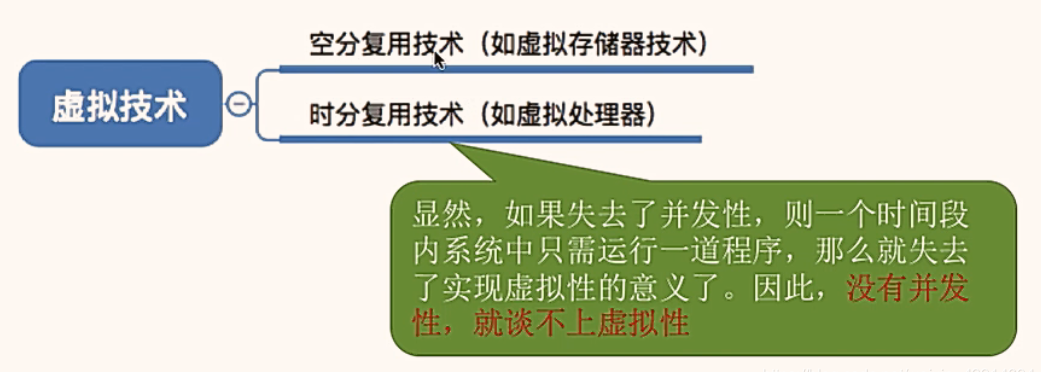 空分复用技术（如虚拟存储器技术）
虚拟技术
时分复用技术（如虚拟处理器）
显然，如果失去了并发性，则一个时间段
内系统中只需运行一道程序，那么就失去
了实现虚拟性的意义了。因此，没有并发
性，就谈不上虚拟性